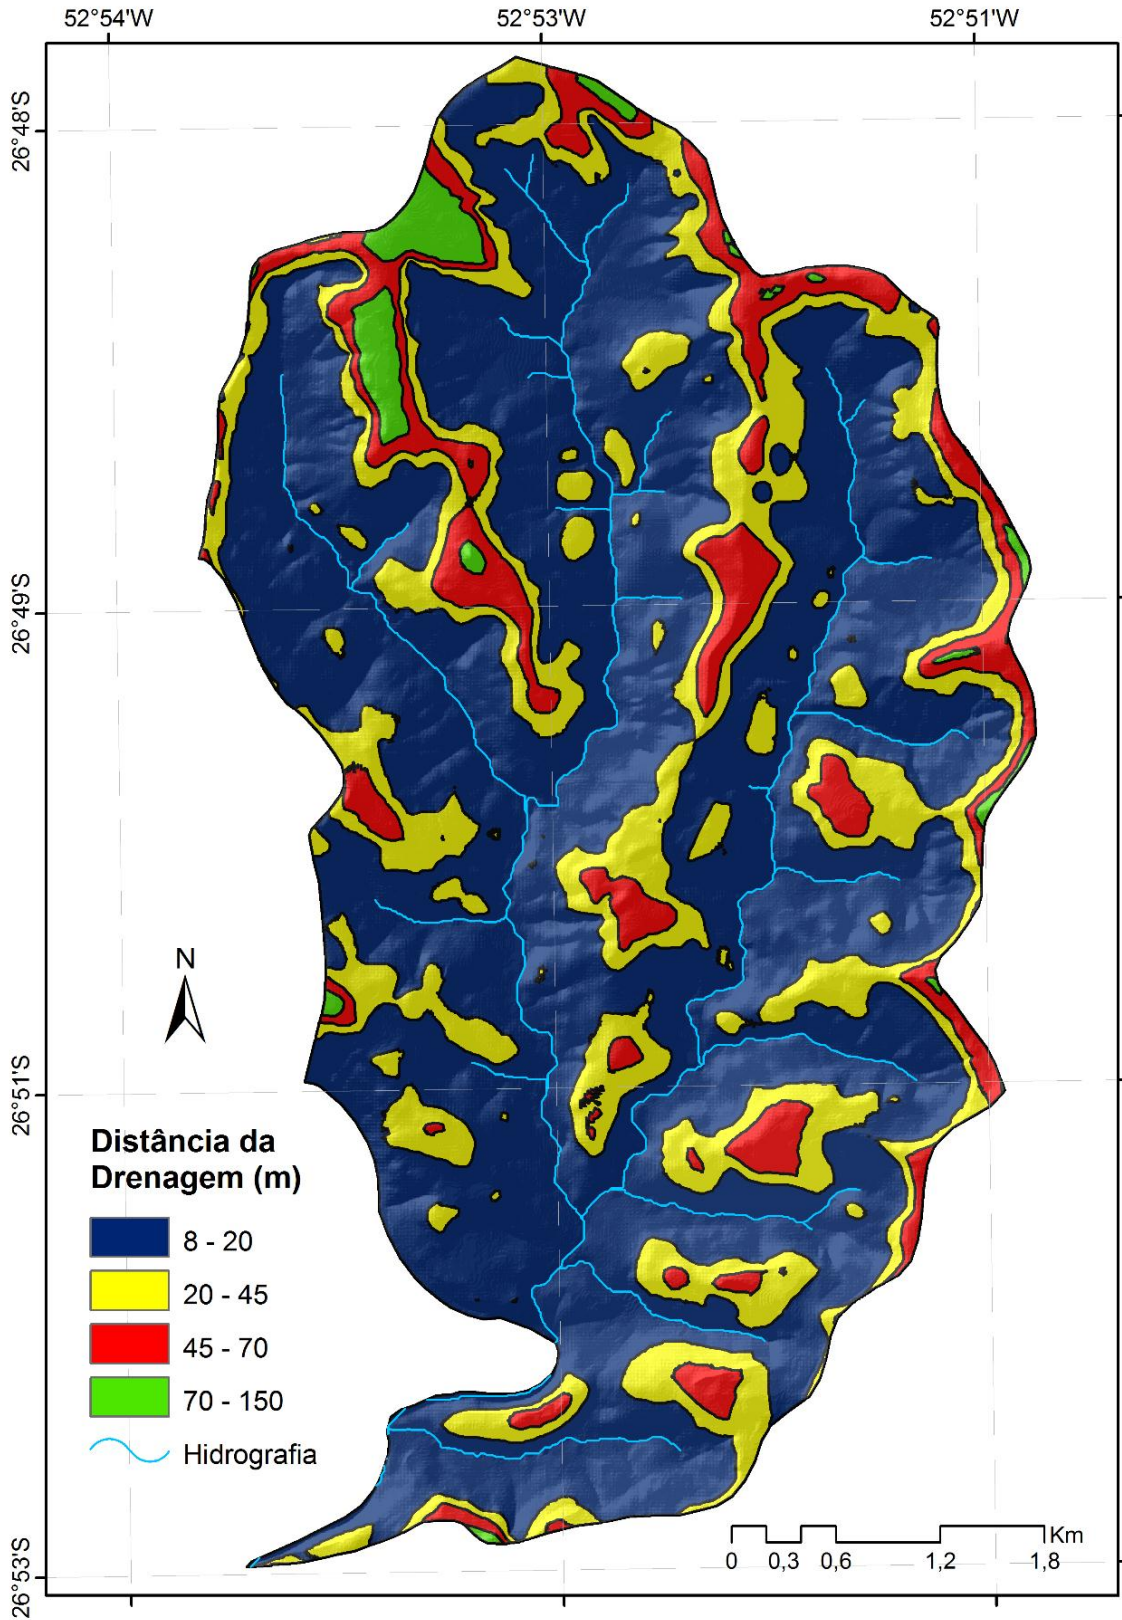 52°54'W 52°53'W 52°51'W
26°48'S
26°49'S
N
26°51'S
Distância da
Drenagem (m)
8 - 20
20 - 45
45 - 70
70 - 150
Hidrografia
Km
0 0,3 0,6 1,2 1,8
26°53'S